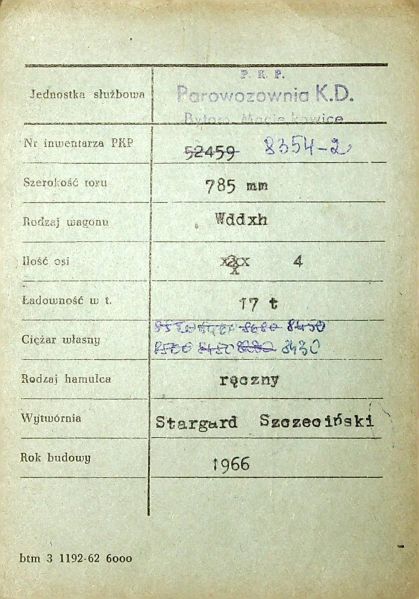 P. K. P.
Jednostka służbowa Parowozownia K.D.
Bytom Maciejkowice
Nr inwentarza PKP 52459 8354-2
Szerokość toru 785 mm
Rodzaj wagonu Wddxh
Ilość osi 4
Ładowność w t. 17 t
8450
Ciężar własny 8430
Rodzaj hamulca ręczny
Wytwórnia Stargard Szczeciński
Rok budowy 1966
btm 3 1192-62 6000